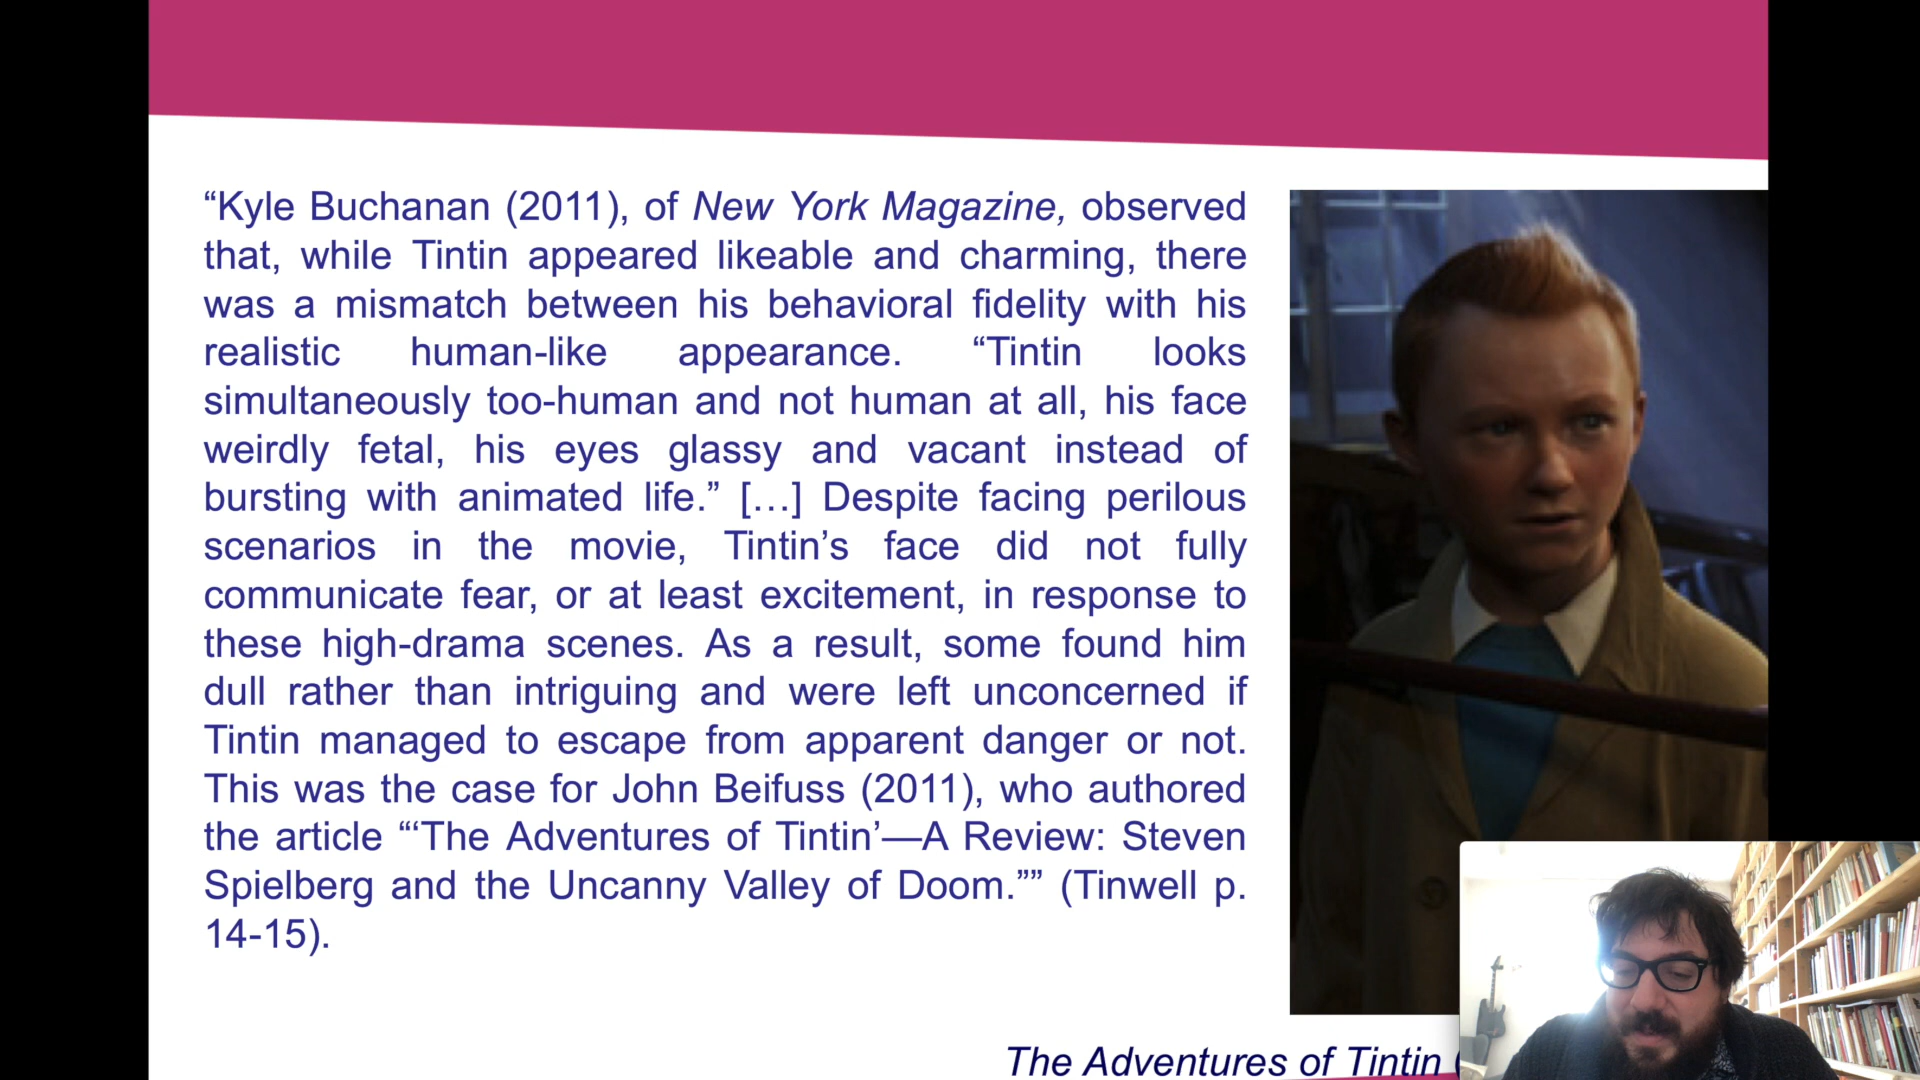 “Kyle Buchanan (2011), of New York Magazine, observed
that, while Tintin appeared likeable and charming, there
was a mismatch between his behavioral fidelity with his
realistic human-like appearance. “Tintin looks
simultaneously too-human and not human at all, his face
weirdly fetal, his eyes glassy and vacant instead of
bursting with animated life.” […] Despite facing perilous
scenarios in the movie, Tintin’s face did not fully
communicate fear, or at least excitement, in response to
these high-drama scenes. As a result, some found him
dull rather than intriguing and were left unconcerned if
Tintin managed to escape from apparent danger or not.
This was the case for John Beifuss (2011), who authored
the article “‘The Adventures of Tintin’—A Review: Steven
Spielberg and the Uncanny Valley of Doom.”” (Tinwell p.
14-15).
The Adventures of Tintin